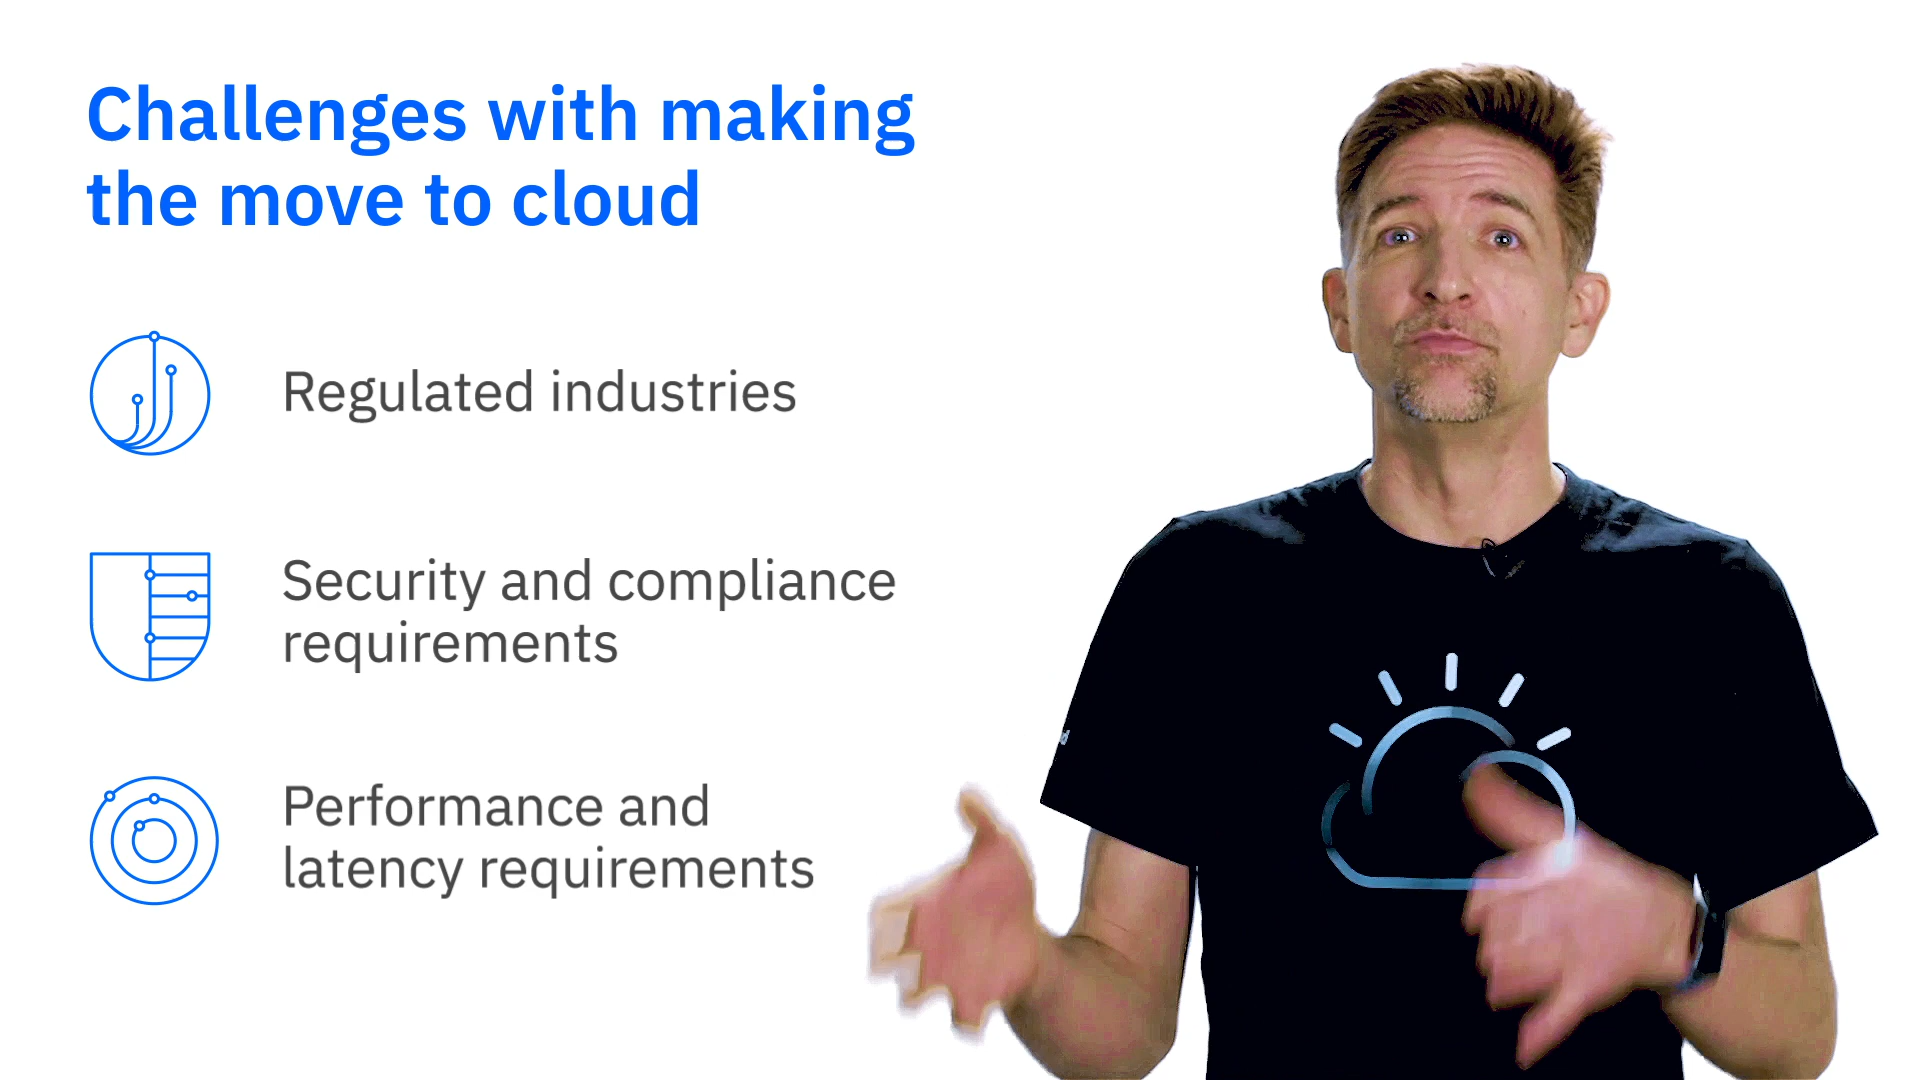 Challenges with making
the move to cloud
Regulated industries
Security and compliance
requirements
Performance and
latency requirements